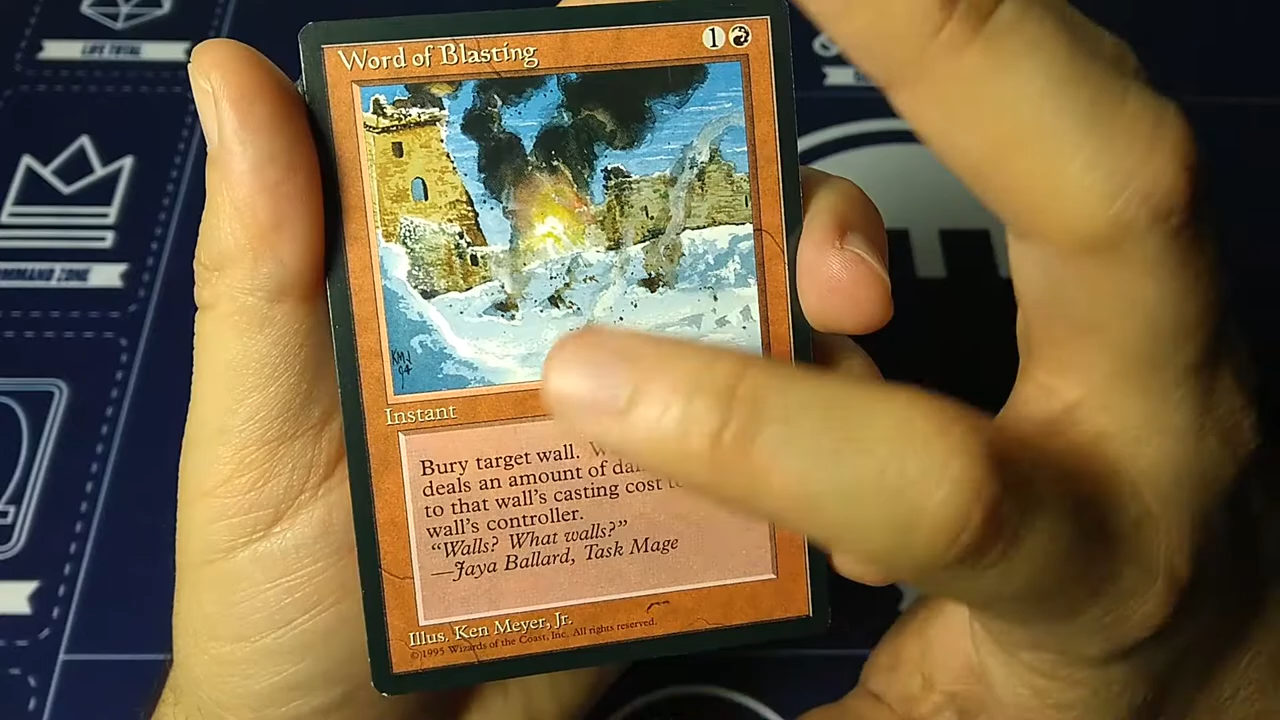 LIFE TOTAL
Word of Blasting
1
COMMAND ZONE
KMJ
94
Instant
Bury target wall.
deals an amount of
to that wall's casting cost
wall's controller.
“Walls? What walls?”
—Jaya Ballard, Task Mage
Illus. Ken Meyer, Jr.
©1995 Wizards of the Coast, Inc. All rights reserved.